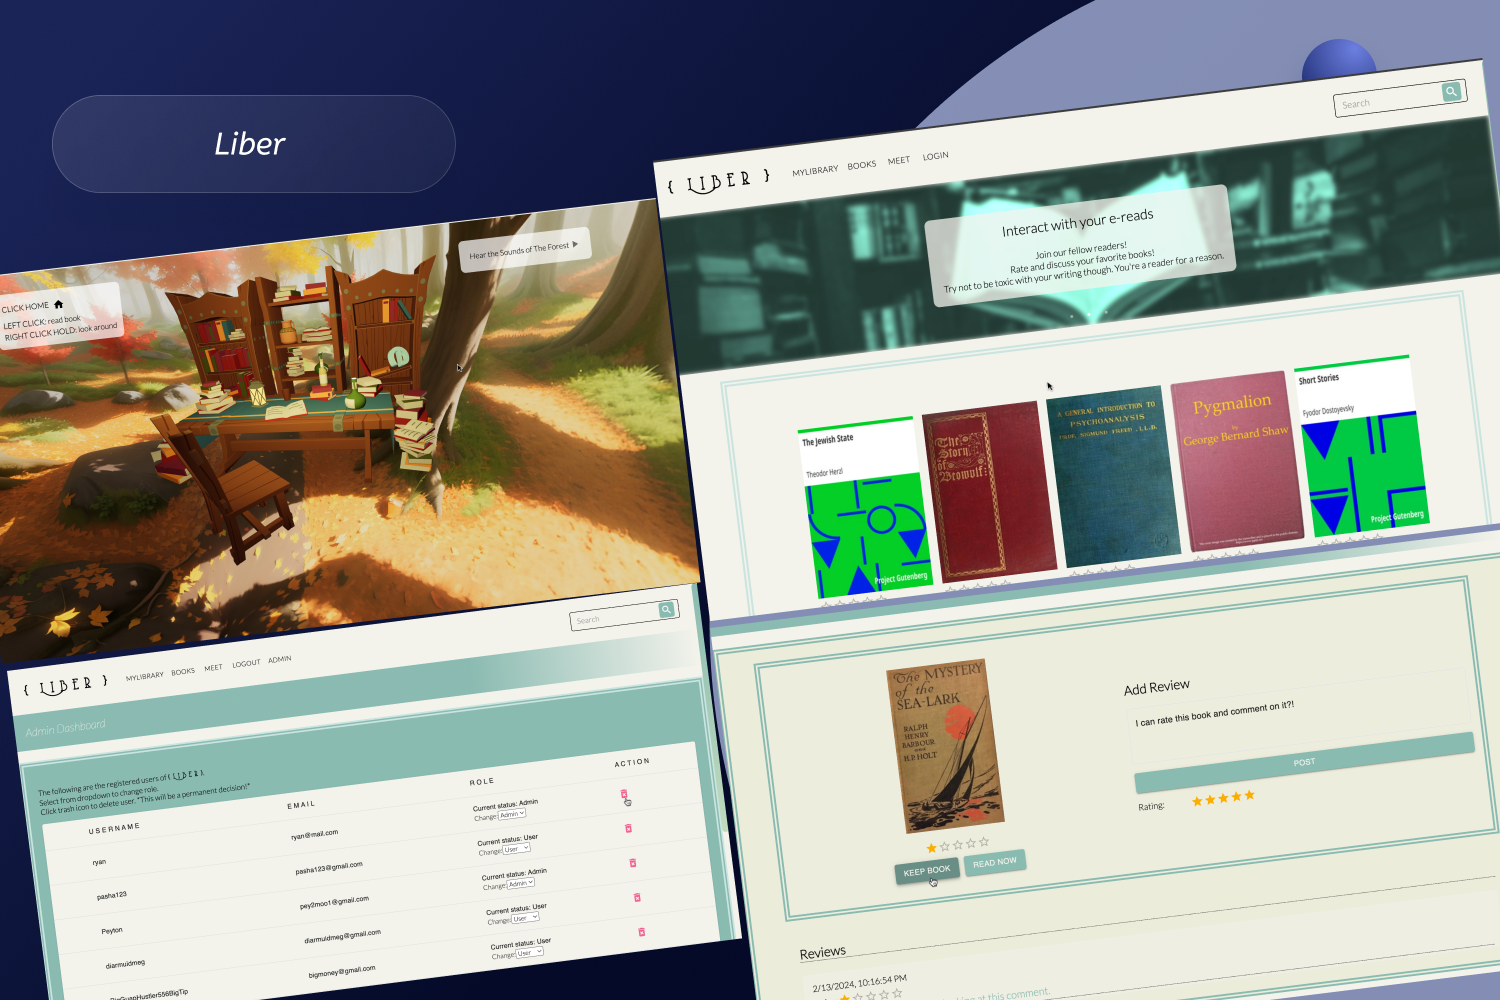 Liber
Search
{ LIBER }
MYLIBRARY
BOOKS
MEET
LOGIN
Interact with your e-reads
Join our fellow readers!
Rate and discuss your favorite books!
Try not to be toxic with your writing though. You're a reader for a reason.
Hear the Sounds of The Forest
CLICK HOME
LEFT CLICK: read book
RIGHT CLICK HOLD: look around
The Jewish State
Theodor Herzl
Project Gutenberg
The
Story
of
Beowulf:
A GENERAL INTRODUCTION TO
PSYCHOANALYSIS
PROF. SIGMUND FREUD, LL.D.
Pygmalion
by
George Bernard Shaw
Short Stories
Fyodor Dostoyevsky
Project Gutenberg
Search
{ LIBER }
MYLIBRARY
BOOKS
MEET
LOGOUT
ADMIN
Admin Dashboard
The following are the registered users of { LIBER }.
Select from dropdown to change role.
Click trash icon to delete user. *This will be a permanent decision!*
USERNAME
EMAIL
ROLE
ACTION
ryan
ryan@mail.com
Current status: Admin
Change: Admin
pasha123
pasha123@gmail.com
Current status: User
Change: User
Peyton
pey2moo1@gmail.com
Current status: Admin
Change: Admin
diarmuidmeg
diarmuidmeg@gmail.com
Current status: User
Change: User
BigGuapHustler556BigTip
bigmoney@gmail.com
Current status: User
Change: User
The MYSTERY
of the
SEA-LARK
RALPH
HENRY
BARBOUR
H.P. HOLT
KEEP BOOK
READ NOW
Add Review
I can rate this book and comment on it?!
POST
Rating:
Reviews
2/13/2024, 10:16:54 PM
at this comment.